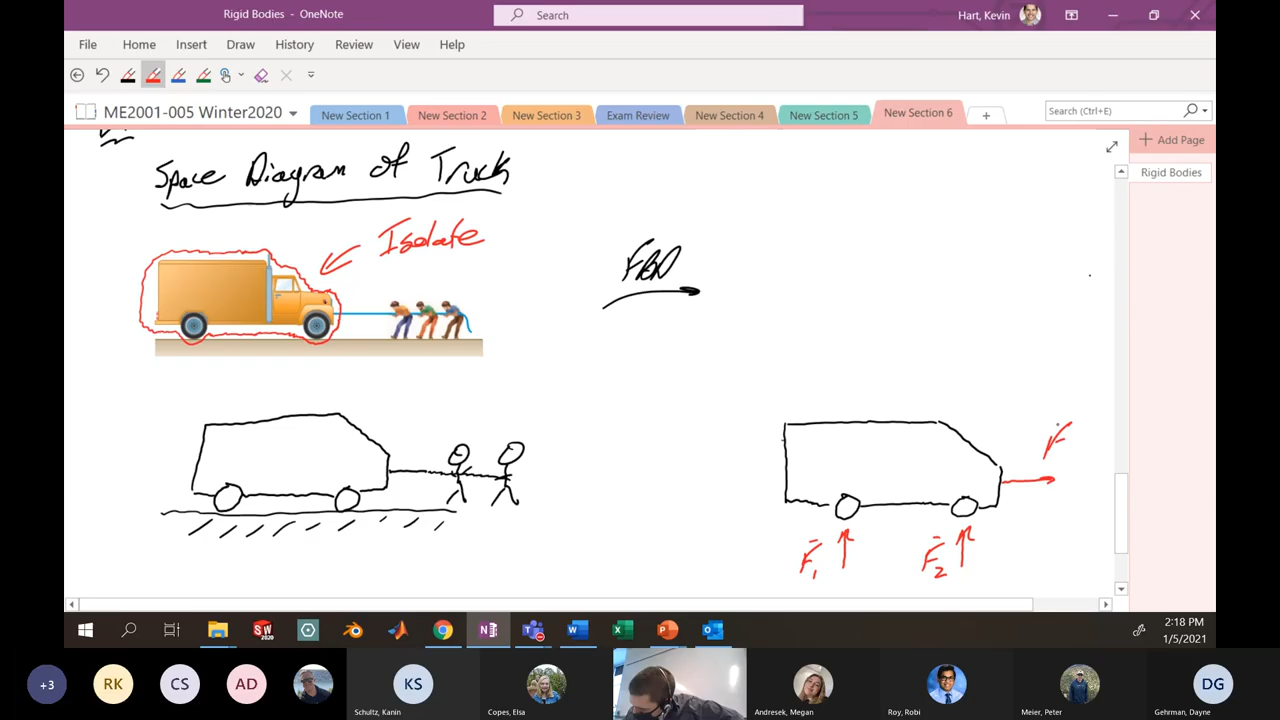 Rigid Bodies - OneNote
Search
Hart, Kevin
File Home Insert Draw History Review View Help
ME2001-005 Winter2020
New Section 1
New Section 2
New Section 3
Exam Review
New Section 4
New Section 5
New Section 6
Search (Ctrl+E)
Add Page
Rigid Bodies
Space Diagram of Truck
Isolate
FBD
F
F1
F2
SW
2020
2:18 PM
1/5/2021
+3
RK
CS
AD
KS
Schultz, Kanin
Copes, Elsa
Andresek, Megan
Roy, Robi
Meier, Peter
DG
Gehrman, Dayne